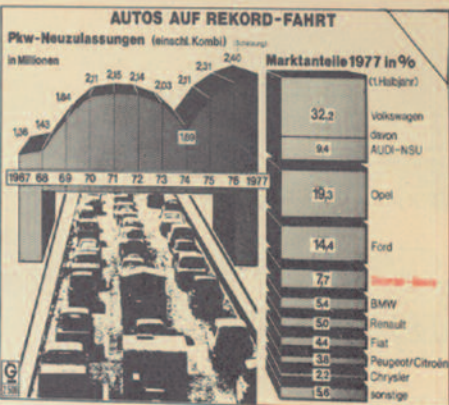 AUTOS AUF REKORD-FAHRT
Pkw-Neuzulassungen (einschl. Kombi)
in Millionen
1,36
1,43
1,84
2,11
2,15
2,14
2,03
1,69
2,11
2,31
2,40
1967 68 69 70 71 72 73 74 75 76 1977
Marktanteile 1977 in %
(1. Halbjahr)
32,2 Volkswagen
davon
9,4 AUDI-NSU
19,3 Opel
14,4 Ford
7,7
5,4 BMW
5,0 Renault
4,4 Fiat
3,8 Peugeot/Citroën
2,2 Chrysler
5,6 sonstige
G